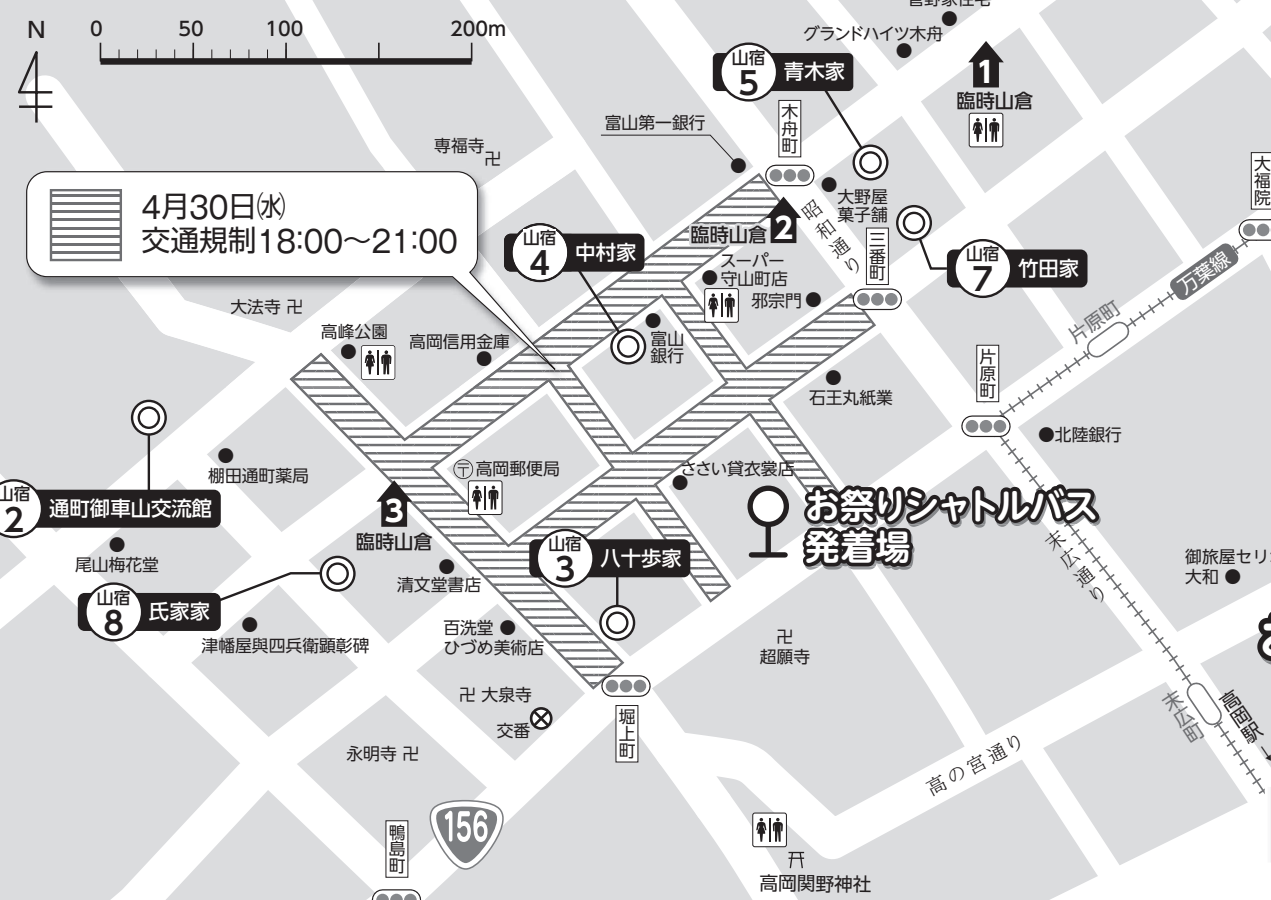 N
0 50 100 200m
菅野家住宅
グランドハイツ木舟
山宿
5
青木家
1
臨時山倉
木舟町
富山第一銀行
専福寺
4月30日㈬
交通規制18:00〜21:00
大野屋
菓子舗
大福院
昭和通り
2
臨時山倉
三番町
山宿
4
中村家
スーパー
守山町店
邪宗門
山宿
7
竹田家
万葉線
大法寺
高峰公園
高岡信用金庫
富山
銀行
片原町
片原町
石王丸紙業
北陸銀行
棚田通町薬局
〒高岡郵便局
ささい貸衣裳店
山宿
2
通町御車山交流館
3
臨時山倉
お祭りシャトルバス
発着場
尾山梅花堂
清文堂書店
山宿
3
八十歩家
末広通り
御旅屋セリオ
大和
山宿
8
氏家家
津幡屋與四兵衛顕彰碑
百洗堂
ひづめ美術店
超願寺
大泉寺
交番
堀上町
末広町
高岡駅
永明寺
高の宮通り
156
鴨島町
高岡関野神社